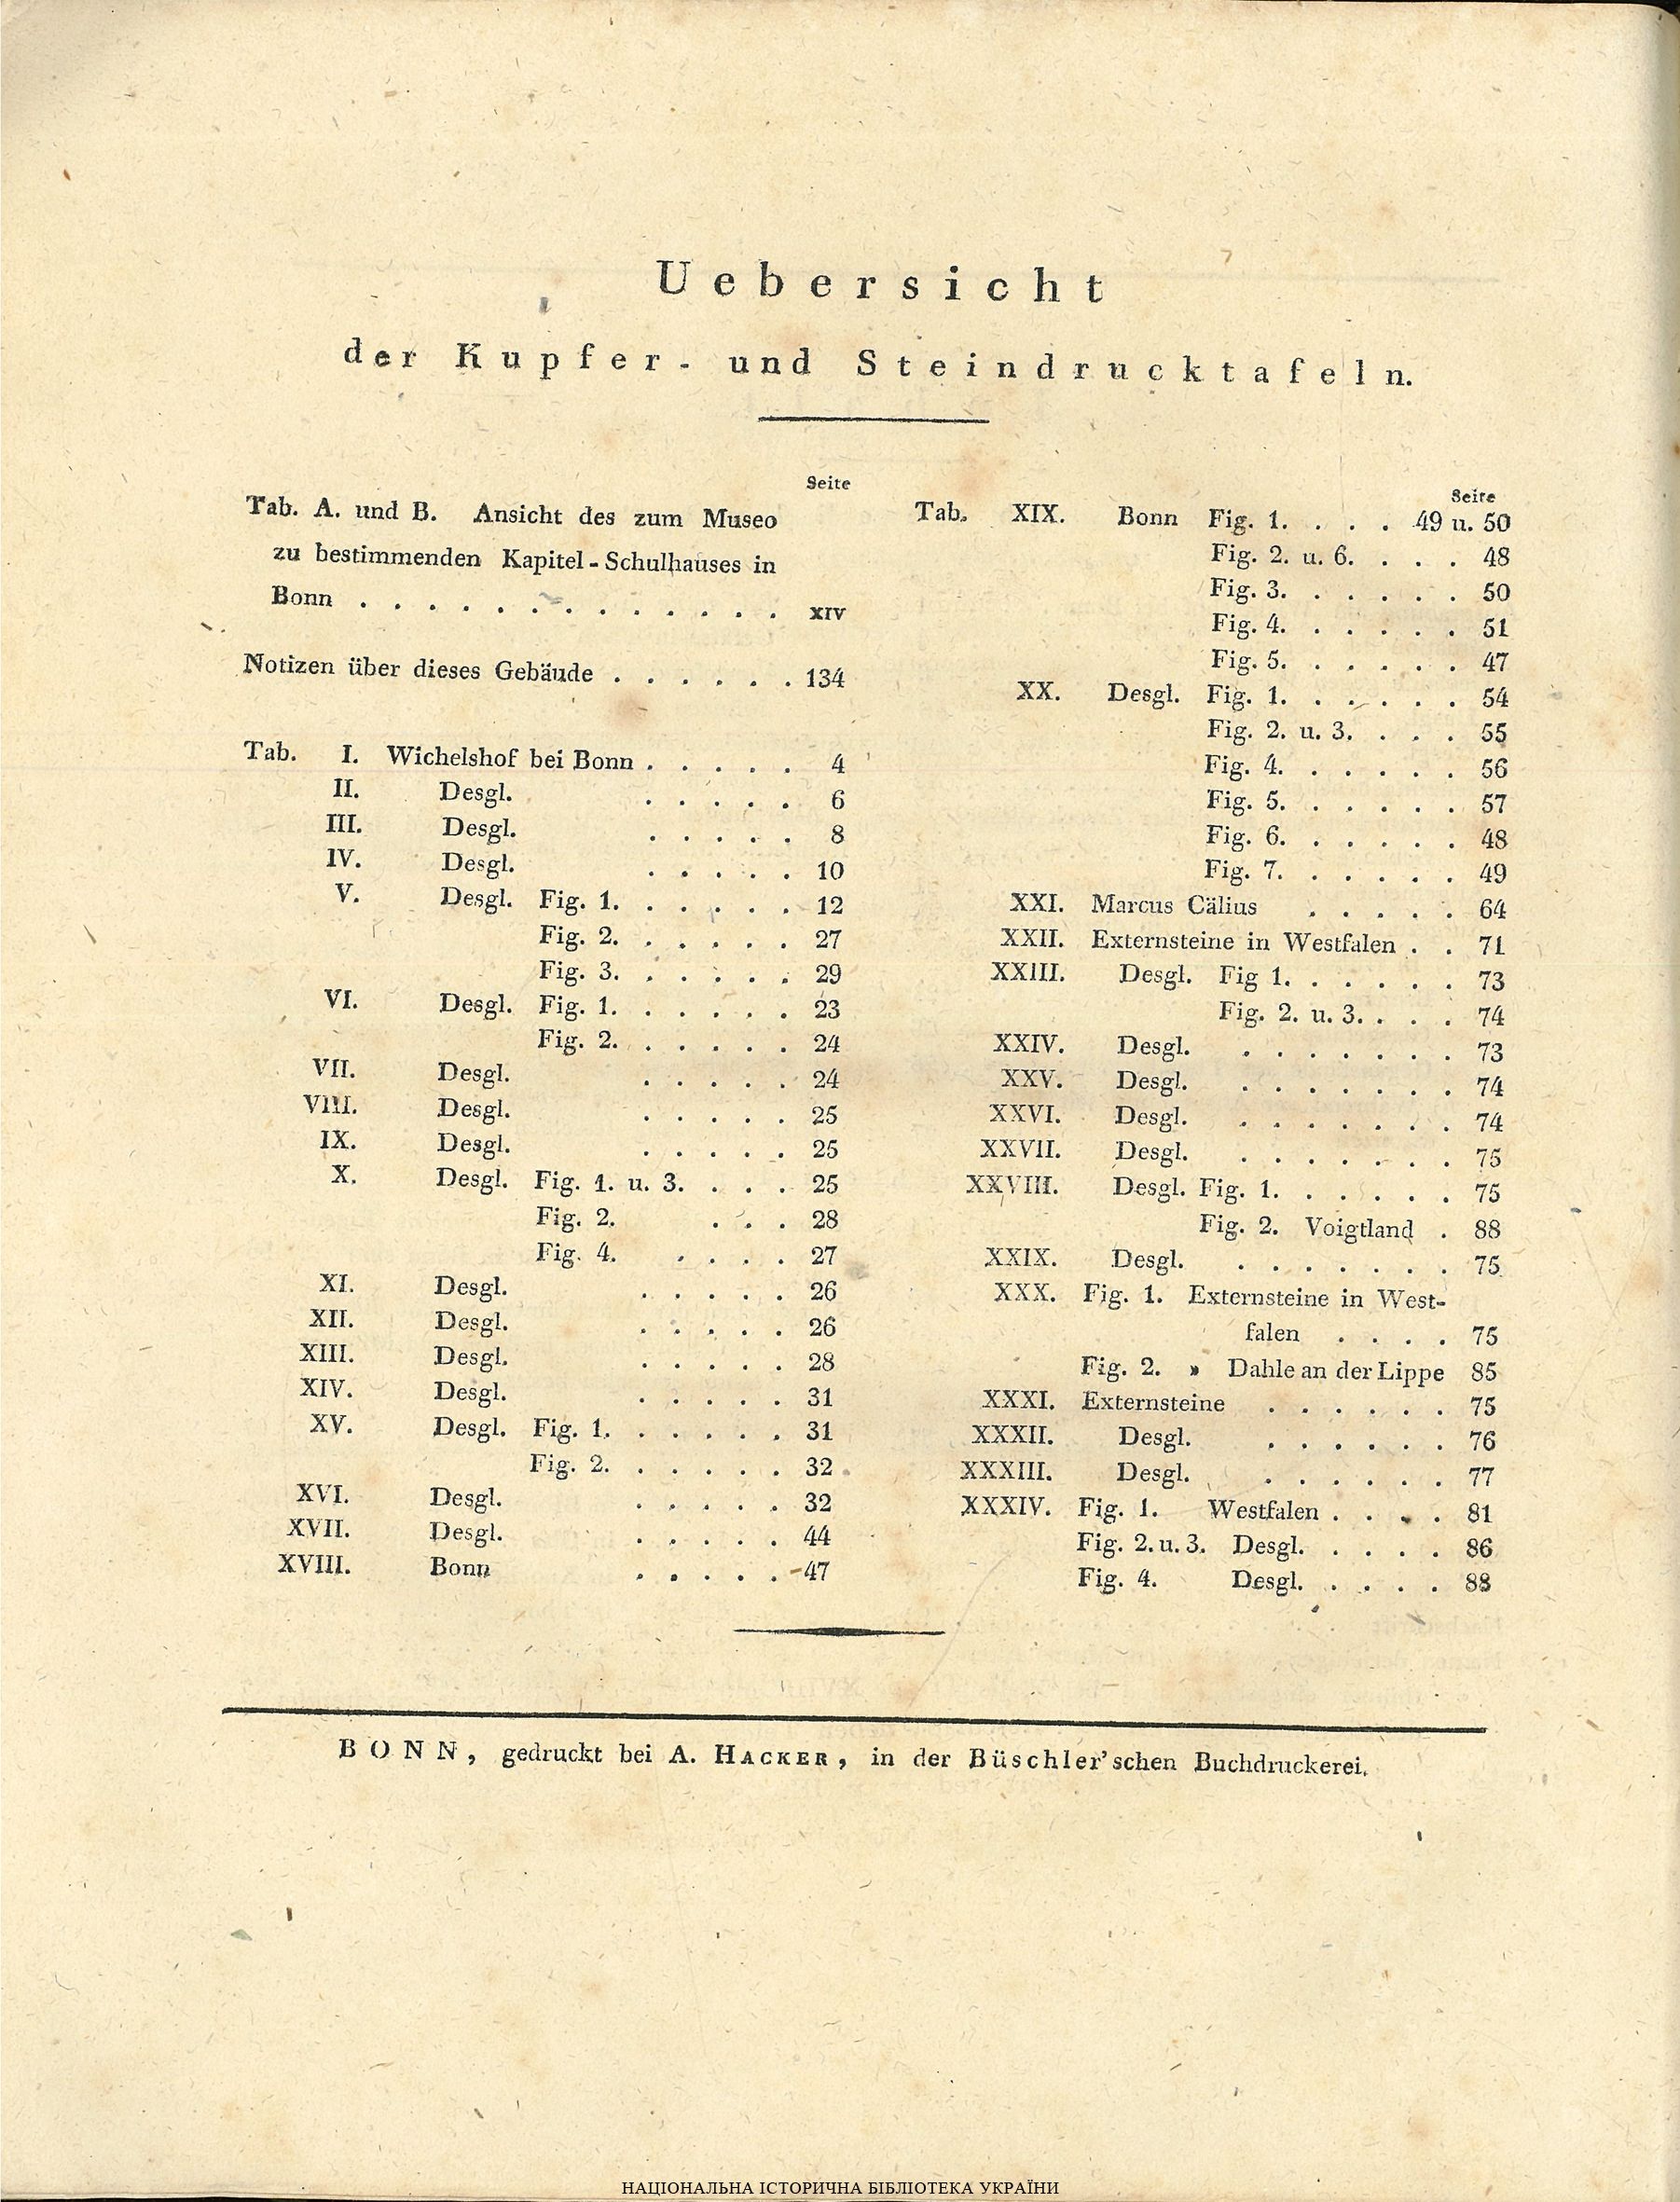 Uebersicht
der Kupfer- und Steindrucktafeln.
Seite
Tab. A. und B. Ansicht des zum Museo
zu bestimmenden Kapitel-Schulhauses in
Bonn . . . . . . . . . . . . . XIV
Notizen über dieses Gebäude . . . . . . 134
Tab. I. Wichelshof bei Bonn . . . . . 4
II. Desgl. . . . . . 6
III. Desgl. . . . . . 8
IV. Desgl. . . . . . 10
V. Desgl. Fig. 1. . . . . . 12
Fig. 2. . . . . . 27
Fig. 3. . . . . . 29
VI. Desgl. Fig. 1. . . . . . 23
Fig. 2. . . . . . 24
VII. Desgl. . . . . . 24
VIII. Desgl. . . . . . 25
IX. Desgl. . . . . . 25
X. Desgl. Fig. 1. u. 3. . . . 25
Fig. 2. . . . 28
Fig. 4. . . . . 27
XI. Desgl. . . . . . 26
XII. Desgl. . . . . . 26
XIII. Desgl. . . . . . 28
XIV. Desgl. . . . . . 31
XV. Desgl. Fig. 1. . . . . . 31
Fig. 2. . . . . . 32
XVI. Desgl. . . . . . 32
XVII. Desgl. . . . . . 44
XVIII. Bonn . . . . . 47
Seite
Tab. XIX. Bonn Fig. 1. . . . 49 u. 50
Fig. 2. u. 6. . . . 48
Fig. 3. . . . . . 50
Fig. 4. . . . . . 51
Fig. 5. . . . . . 47
XX. Desgl. Fig. 1. . . . . . 54
Fig. 2. u. 3. . . . 55
Fig. 4. . . . . . 56
Fig. 5. . . . . . 57
Fig. 6. . . . . . 48
Fig. 7. . . . . . 49
XXI. Marcus Cälius . . . . . 64
XXII. Externsteine in Westfalen . . 71
XXIII. Desgl. Fig 1. . . . . . 73
Fig. 2. u. 3. . . . 74
XXIV. Desgl. . . . . . . . 73
XXV. Desgl. . . . . . . . 74
XXVI. Desgl. . . . . . . . 74
XXVII. Desgl. . . . . . . . 75
XXVIII. Desgl. Fig. 1. . . . . . 75
Fig. 2. Voigtland . 88
XXIX. Desgl. . . . . . . . 75
XXX. Fig. 1. Externsteine in West-
falen . . . . 75
Fig. 2. » Dahle an der Lippe 85
XXXI. Externsteine . . . . . . 75
XXXII. Desgl. . . . . . . 76
XXXIII. Desgl. . . . . . . 77
XXXIV. Fig. 1. Westfalen . . . . 81
Fig. 2. u. 3. Desgl. . . . . 86
Fig. 4. Desgl. . . . . 88
BONN, gedruckt bei A. HACKER, in der Büschler'schen Buchdruckerei.
НАЦІОНАЛЬНА ІСТОРИЧНА БІБЛІОТЕКА УКРАЇНИ